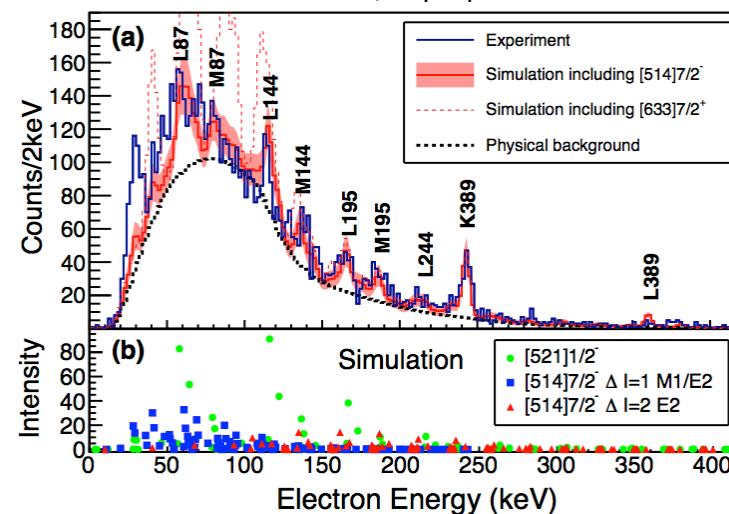 (a)
L87
M87
L144
M144
L195
M195
L244
K389
L389
Experiment
Simulation including [514]7/2⁻
Simulation including [633]7/2⁺
Physical background
Counts/2keV
180
160
140
120
100
80
60
40
20
(b)
Simulation
[521]1/2⁻
[514]7/2⁻ Δ I=1 M1/E2
[514]7/2⁻ Δ I=2 E2
Intensity
80
60
40
20
0
0 50 100 150 200 250 300 350 400
Electron Energy (keV)